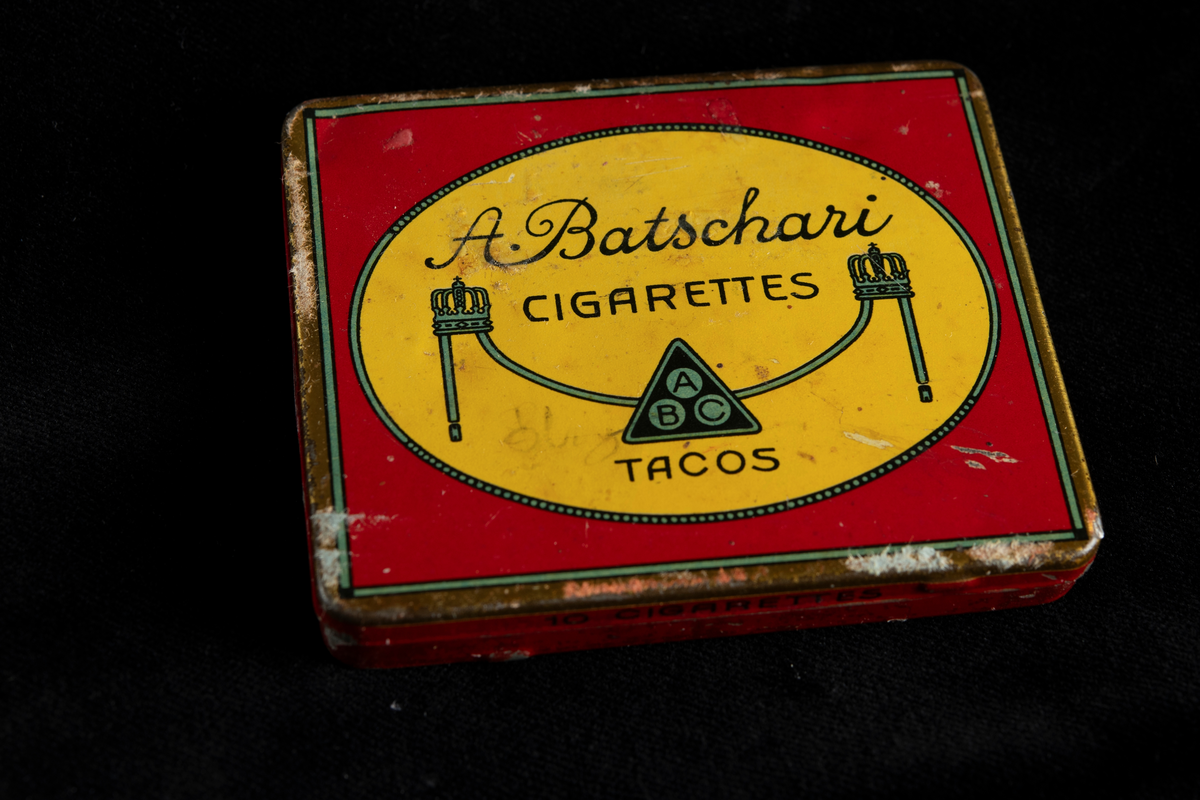 A. Batschari
CIGARETTES
A
B C
TACOS
10 CIGARETTES